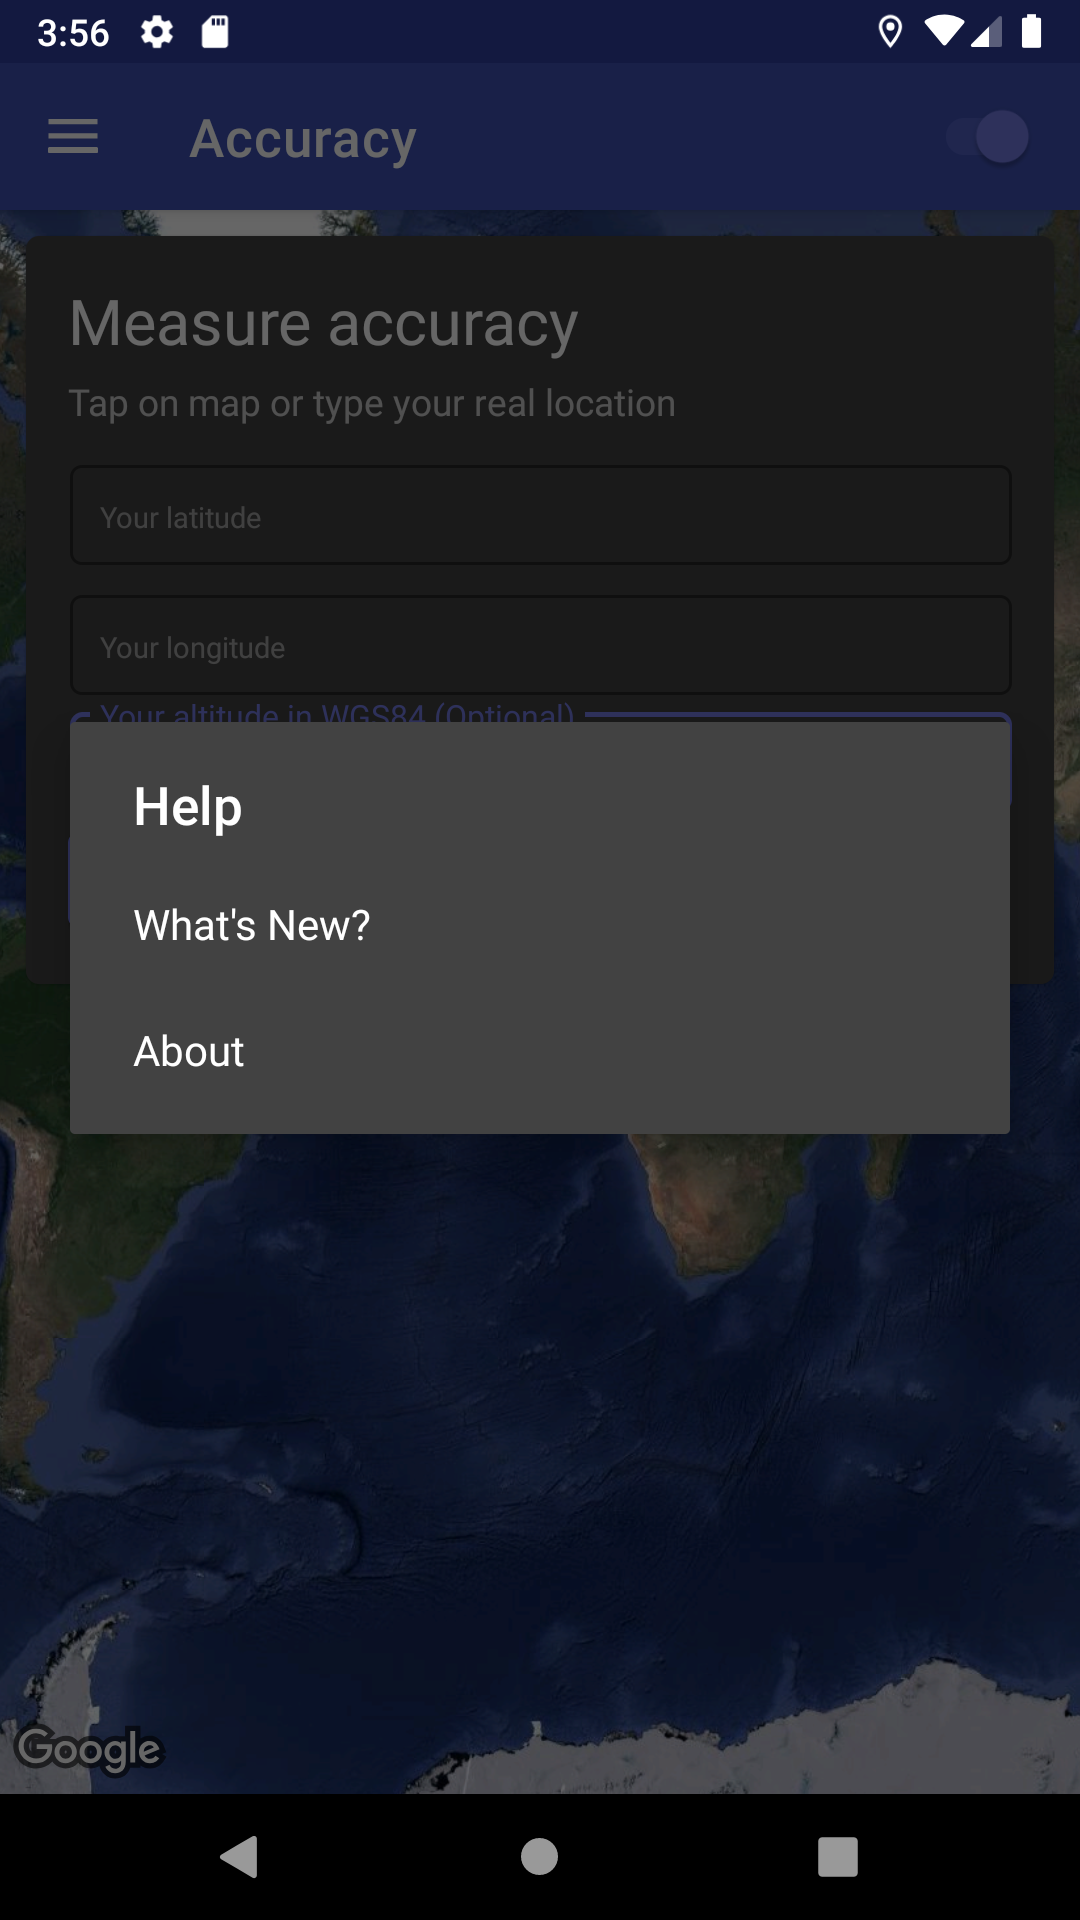 3:56
Accuracy
Measure accuracy
Tap on map or type your real location
Your latitude
Your longitude
Your altitude in WGS84 (Optional)
Help
What's New?
About
Google